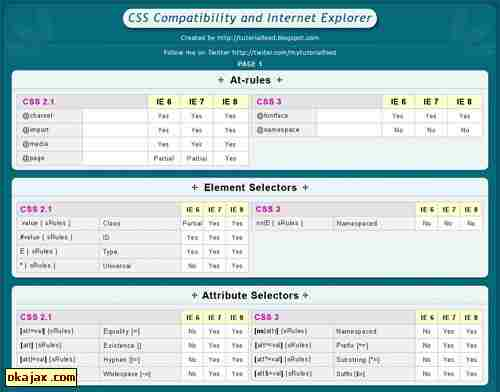 CSS Compatibility and Internet Explorer
Created by http://tutorialfeed.blogspot.com
Follow me on Twitter http://twitter.com/mytutorialfeed
PAGE 1
+ At-rules +
CSS 2.1 IE 6 IE 7 IE 8 CSS 3 IE 6 IE 7 IE 8
@charset Yes Yes Yes @fontface Yes Yes Yes
@import Yes Yes Yes @namespace No No No
@media Yes Yes Yes
@page Partial Partial Yes
+ Element Selectors +
CSS 2.1 IE 6 IE 7 IE 8 CSS 3 IE 6 IE 7 IE 8
.value { sRules } Class Partial Yes Yes Namespaced No No No
#value { sRules } ID Yes Yes Yes
E { sRules } Type Yes Yes Yes
* { sRules } Universal No Yes Yes
+ Attribute Selectors +
CSS 2.1 IE 6 IE 7 IE 8 CSS 3 IE 6 IE 7 IE 8
[att=val] {sRules} Equality [=] No Yes Yes {sRules} Namespaced No Yes Yes
[att] {sRules} Existence [] No Yes Yes [att^=val] {sRules} Prefix [^=] No Yes Yes
[att|=val] {sRules} Hyphen [|=] No Yes Yes [att*=val] {sRules} Substring [*=] No Yes Yes
[att~=val] {sRules} Whitespace [~=] No Yes Yes [att$=val] {sRules} Suffix [$=] No Yes Yes
okajax.com